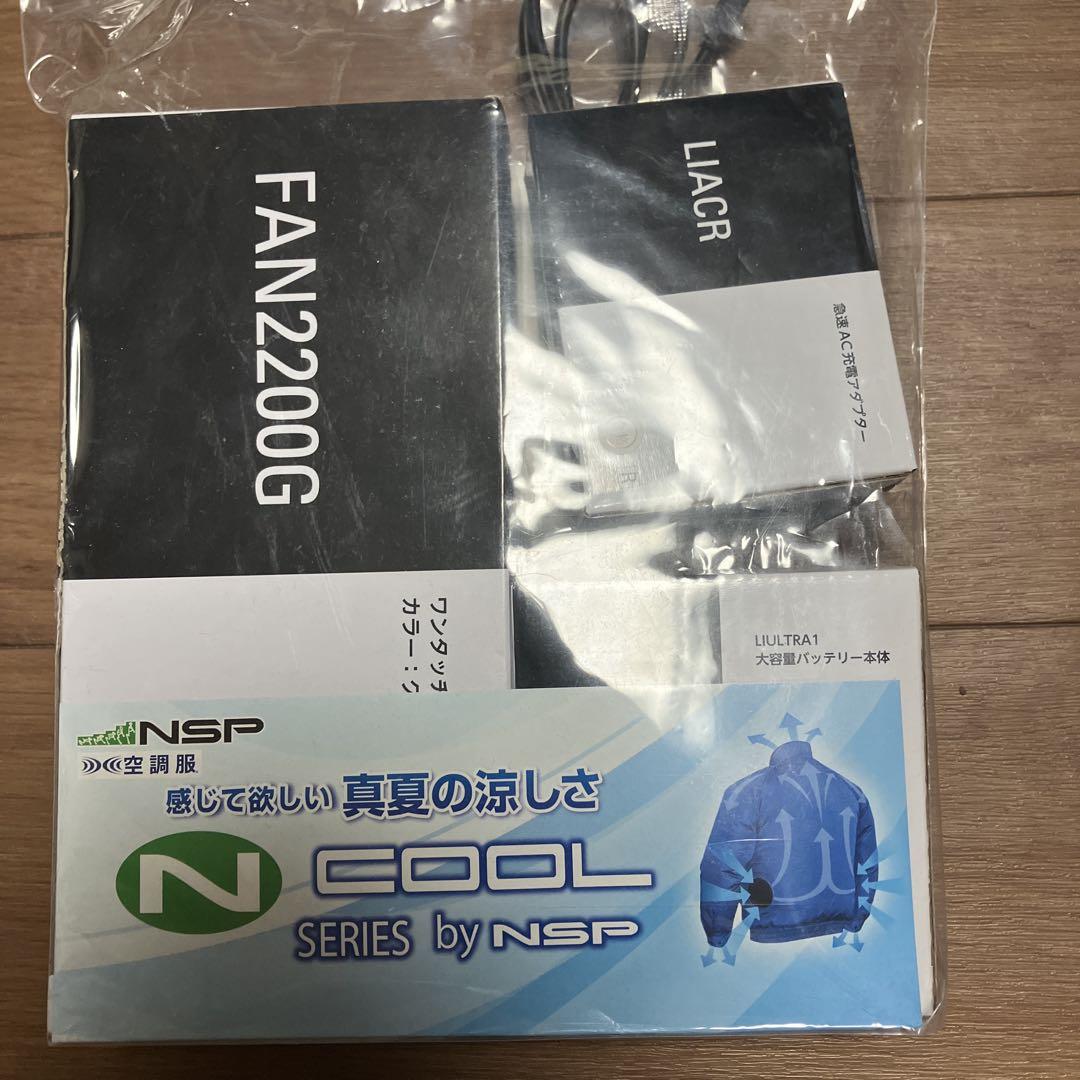 FAN2200G
ワンタッチ
カラー：
LIACR
急速AC充電アダプター
R
LIULTRA1
大容量バッテリー本体
NSP
空調服
感じて欲しい 真夏の涼しさ
N COOL
SERIES by NSP